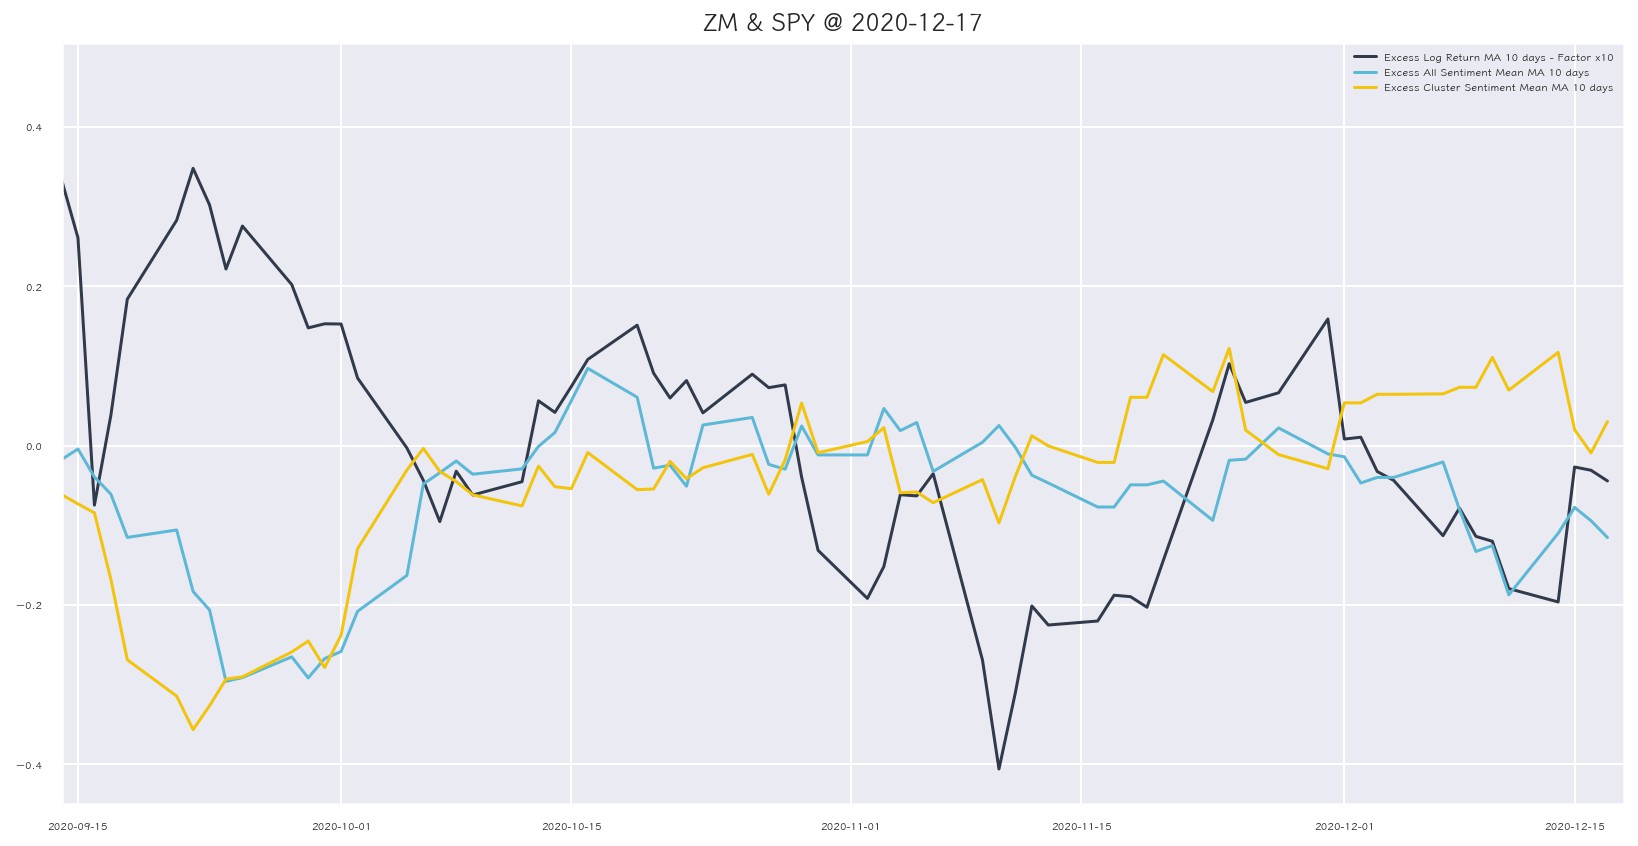 ZM & SPY @ 2020-12-17
Excess Log Return MA 10 days - Factor x10
Excess All Sentiment Mean MA 10 days
Excess Cluster Sentiment Mean MA 10 days
0.4
0.2
0.0
−0.2
−0.4
2020-09-15 2020-10-01 2020-10-15 2020-11-01 2020-11-15 2020-12-01 2020-12-15